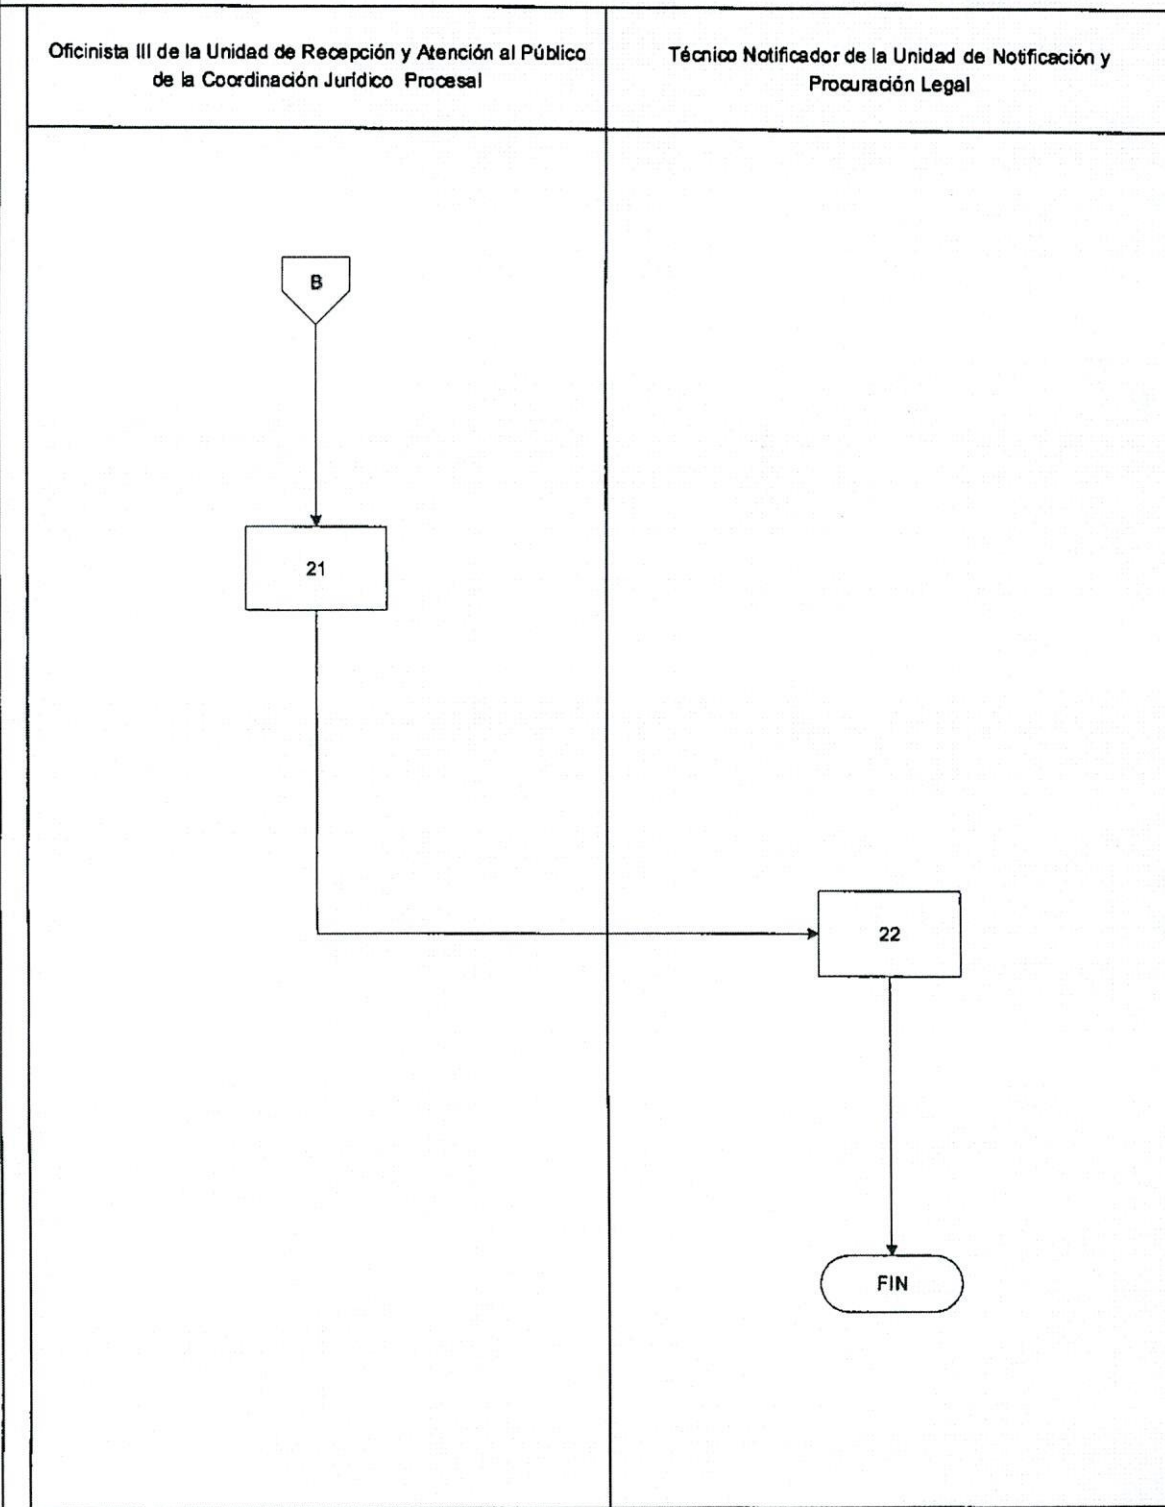 Oficinista III de la Unidad de Recepción y Atención al Público
de la Coordinación Jurídico Procesal
Técnico Notificador de la Unidad de Notificación y
Procuración Legal
B
21
22
FIN